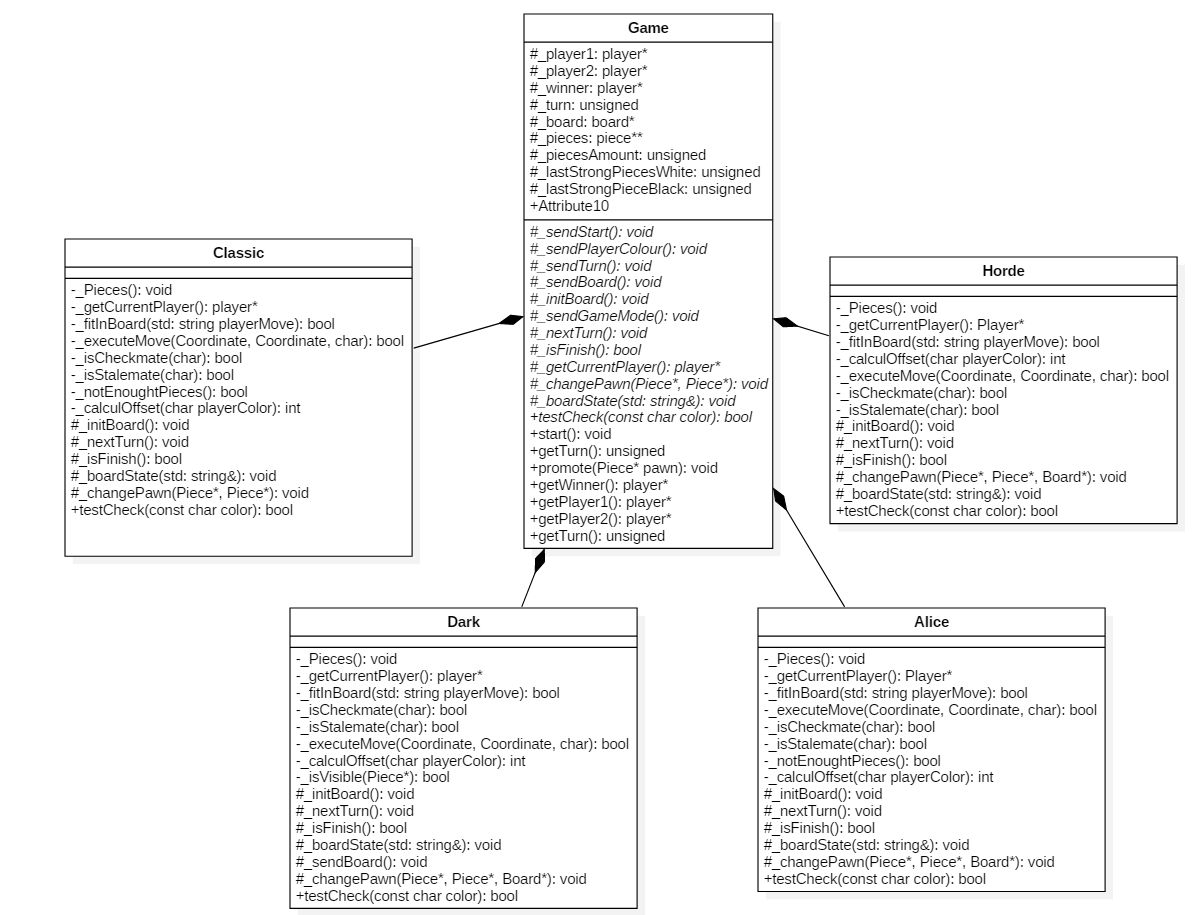 Game
#_player1: player*
#_player2: player*
#_winner: player*
#_turn: unsigned
#_board: board*
#_pieces: piece**
#_piecesAmount: unsigned
#_lastStrongPiecesWhite: unsigned
#_lastStrongPieceBlack: unsigned
+Attribute10
#_sendStart(): void
#_sendPlayerColour(): void
#_sendTurn(): void
#_sendBoard(): void
#_initBoard(): void
#_sendGameMode(): void
#_nextTurn(): void
#_isFinish(): bool
#_getCurrentPlayer(): player*
#_changePawn(Piece*, Piece*): void
#_boardState(std: string&): void
+testCheck(const char color): bool
+start(): void
+getTurn(): unsigned
+promote(Piece* pawn): void
+getWinner(): player*
+getPlayer1(): player*
+getPlayer2(): player*
+getTurn(): unsigned
Classic
-_Pieces(): void
-_getCurrentPlayer(): player*
-_fitInBoard(std: string playerMove): bool
-_executeMove(Coordinate, Coordinate, char): bool
-_isCheckmate(char): bool
-_isStalemate(char): bool
-_notEnoughtPieces(): bool
-_calculOffset(char playerColor): int
#_initBoard(): void
#_nextTurn(): void
#_isFinish(): bool
#_boardState(std: string&): void
#_changePawn(Piece*, Piece*): void
+testCheck(const char color): bool
Horde
-_Pieces(): void
-_getCurrentPlayer(): Player*
-_fitInBoard(std: string playerMove): bool
-_calculOffset(char playerColor): int
-_executeMove(Coordinate, Coordinate, char): bool
-_isCheckmate(char): bool
-_isStalemate(char): bool
#_initBoard(): void
#_nextTurn(): void
#_isFinish(): bool
#_changePawn(Piece*, Piece*, Board*): void
#_boardState(std: string&): void
+testCheck(const char color): bool
Dark
-_Pieces(): void
-_getCurrentPlayer(): player*
-_fitInBoard(std: string playerMove): bool
-_isCheckmate(char): bool
-_isStalemate(char): bool
-_executeMove(Coordinate, Coordinate, char): bool
-_calculOffset(char playerColor): int
-_isVisible(Piece*): bool
#_initBoard(): void
#_nextTurn(): void
#_isFinish(): bool
#_boardState(std: string&): void
#_sendBoard(): void
#_changePawn(Piece*, Piece*, Board*): void
+testCheck(const char color): bool
Alice
-_Pieces(): void
-_getCurrentPlayer(): Player*
-_fitInBoard(std: string playerMove): bool
-_executeMove(Coordinate, Coordinate, char): bool
-_isCheckmate(char): bool
-_isStalemate(char): bool
-_notEnoughtPieces(): bool
-_calculOffset(char playerColor): int
#_initBoard(): void
#_nextTurn(): void
#_isFinish(): bool
#_boardState(std: string&): void
#_changePawn(Piece*, Piece*, Board*): void
+testCheck(const char color): bool